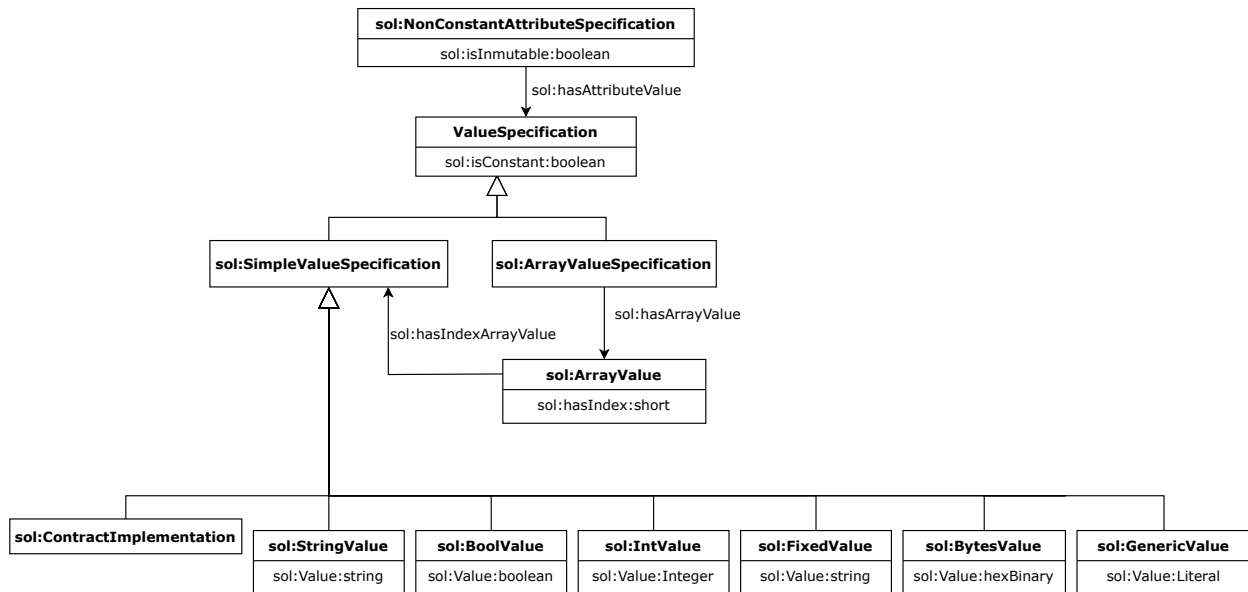 sol:NonConstantAttributeSpecification
sol:isInmutable:boolean
sol:hasAttributeValue
ValueSpecification
sol:isConstant:boolean
sol:SimpleValueSpecification
sol:ArrayValueSpecification
sol:hasArrayValue
sol:hasIndexArrayValue
sol:ArrayValue
sol:hasIndex:short
sol:ContractImplementation
sol:StringValue
sol:Value:string
sol:BoolValue
sol:Value:boolean
sol:IntValue
sol:Value:Integer
sol:FixedValue
sol:Value:string
sol:BytesValue
sol:Value:hexBinary
sol:GenericValue
sol:Value:Literal